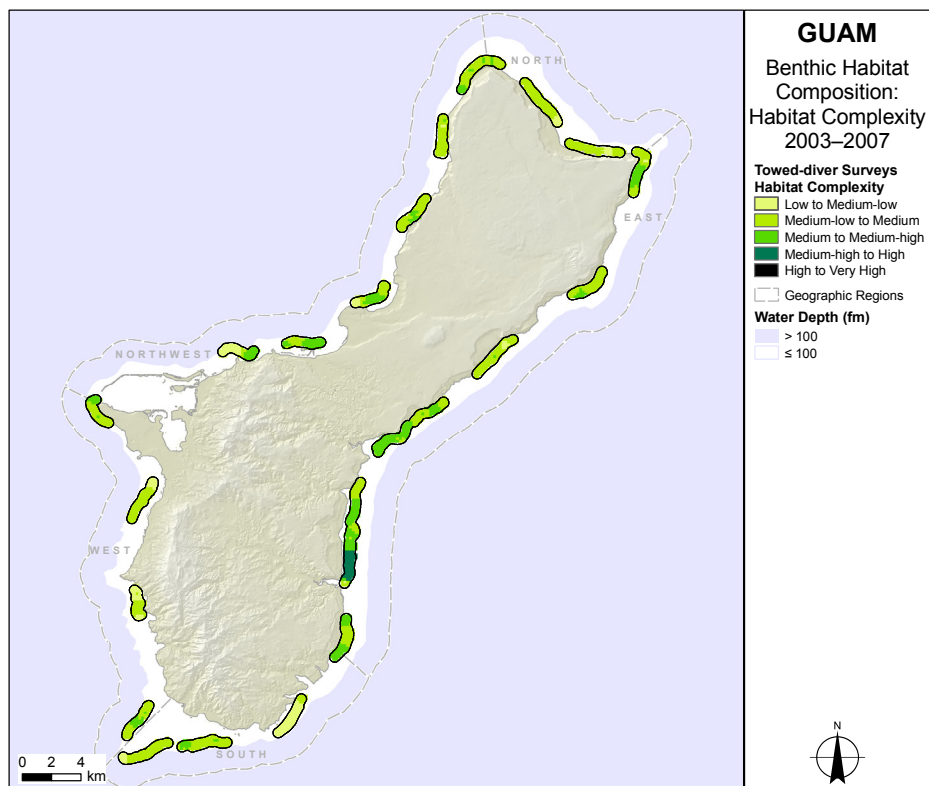 GUAM
Benthic Habitat
Composition:
Habitat Complexity
2003–2007
Towed-diver Surveys
Habitat Complexity
Low to Medium-low
Medium-low to Medium
Medium to Medium-high
Medium-high to High
High to Very High
Geographic Regions
Water Depth (fm)
> 100
≤ 100
N
NORTH
EAST
NORTHWEST
WEST
SOUTH
0 2 4
km